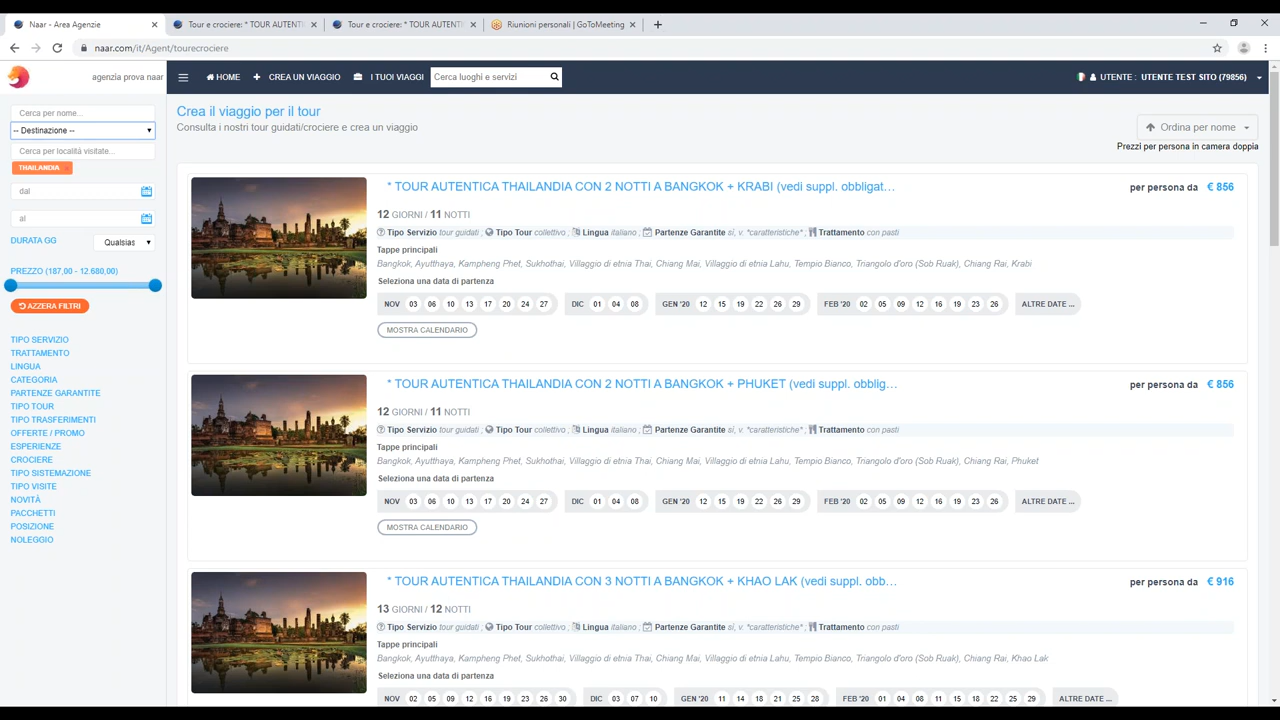 Naar - Area Agenzie
Tour e crociere: * TOUR AUTENTI
Tour e crociere: * TOUR AUTENTI
Riunioni personali | GoToMeeting
naar.com/it/Agent/tourecrociere
agenzia prova naar
HOME
CREA UN VIAGGIO
I TUOI VIAGGI
Cerca luoghi e servizi
UTENTE : UTENTE TEST SITO (79856)
Cerca per nome...
-- Destinazione --
Cerca per località visitate...
THAILANDIA
dal
al
DURATA GG
Qualsias
PREZZO (187,00 - 12.680,00)
AZZERA FILTRI
TIPO SERVIZIO
TRATTAMENTO
LINGUA
CATEGORIA
PARTENZE GARANTITE
TIPO TOUR
TIPO TRASFERIMENTI
OFFERTE / PROMO
ESPERIENZE
CROCIERE
TIPO SISTEMAZIONE
TIPO VISITE
NOVITÀ
PACCHETTI
POSIZIONE
NOLEGGIO
Crea il viaggio per il tour
Consulta i nostri tour guidati/crociere e crea un viaggio
Ordina per nome
Prezzi per persona in camera doppia
* TOUR AUTENTICA THAILANDIA CON 2 NOTTI A BANGKOK + KRABI (vedi suppl. obbligat…
per persona da € 856
12 GIORNI / 11 NOTTI
Tipo Servizio tour guidati ; Tipo Tour collettivo ; Lingua italiano ; Partenze Garantite sí, v. *caratteristiche* ; Trattamento con pasti
Tappe principali
Bangkok, Ayutthaya, Kampheng Phet, Sukhothai, Villaggio di etnia Thai, Chiang Mai, Villaggio di etnia Lahu, Tempio Bianco, Triangolo d'oro (Sob Ruak), Chiang Rai, Krabi
Seleziona una data di partenza
NOV 03 06 10 13 17 20 24 27 DIC 01 04 08 GEN '20 12 15 19 22 26 29 FEB '20 02 05 09 12 16 19 23 26 ALTRE DATE ...
MOSTRA CALENDARIO
* TOUR AUTENTICA THAILANDIA CON 2 NOTTI A BANGKOK + PHUKET (vedi suppl. obblig…
per persona da € 856
12 GIORNI / 11 NOTTI
Tipo Servizio tour guidati ; Tipo Tour collettivo ; Lingua italiano ; Partenze Garantite sí, v. *caratteristiche* ; Trattamento con pasti
Tappe principali
Bangkok, Ayutthaya, Kampheng Phet, Sukhothai, Villaggio di etnia Thai, Chiang Mai, Villaggio di etnia Lahu, Tempio Bianco, Triangolo d'oro (Sob Ruak), Chiang Rai, Phuket
Seleziona una data di partenza
NOV 03 06 10 13 17 20 24 27 DIC 01 04 08 GEN '20 12 15 19 22 26 29 FEB '20 02 05 09 12 16 19 23 26 ALTRE DATE ...
MOSTRA CALENDARIO
* TOUR AUTENTICA THAILANDIA CON 3 NOTTI A BANGKOK + KHAO LAK (vedi suppl. obb…
per persona da € 916
13 GIORNI / 12 NOTTI
Tipo Servizio tour guidati ; Tipo Tour collettivo ; Lingua italiano ; Partenze Garantite sí, v. *caratteristiche* ; Trattamento con pasti
Tappe principali
Bangkok, Ayutthaya, Kampheng Phet, Sukhothai, Villaggio di etnia Thai, Chiang Mai, Villaggio di etnia Lahu, Tempio Bianco, Triangolo d'oro (Sob Ruak), Chiang Rai, Khao Lak
Seleziona una data di partenza
NOV 02 05 09 12 16 19 23 26 30 DIC 03 07 10 GEN '20 11 14 18 21 25 28 FEB '20 01 04 08 11 15 18 22 25 29 ALTRE DATE ...